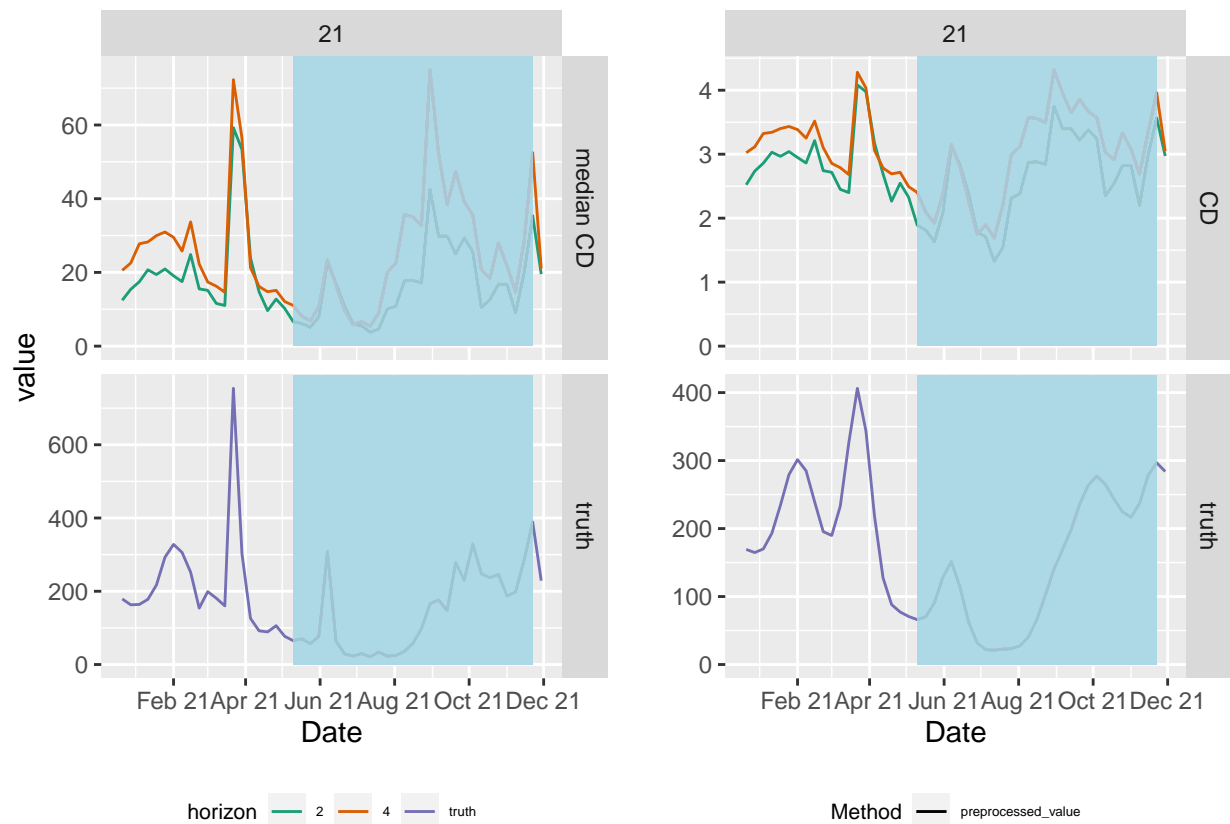 21
21
60
40
20
0
median CD
4
3
2
1
0
CD
value
600
400
200
0
truth
400
300
200
100
0
truth
Feb 21 Apr 21 Jun 21 Aug 21 Oct 21 Dec 21
Feb 21 Apr 21 Jun 21 Aug 21 Oct 21 Dec 21
Date
Date
horizon 2 4 truth
Method preprocessed_value